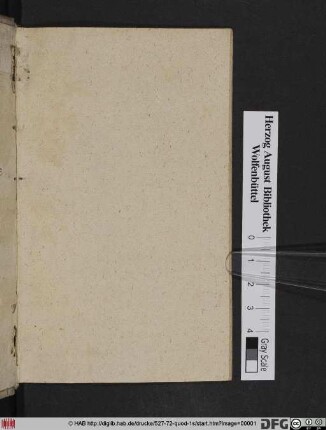 Herzog August Bibliothek
Wolfenbüttel
0 1 2 3 4
Gray Scale
© HAB http://diglib.hab.de/drucke/527-72-quod-1s/start.htm?image=00001
DFG